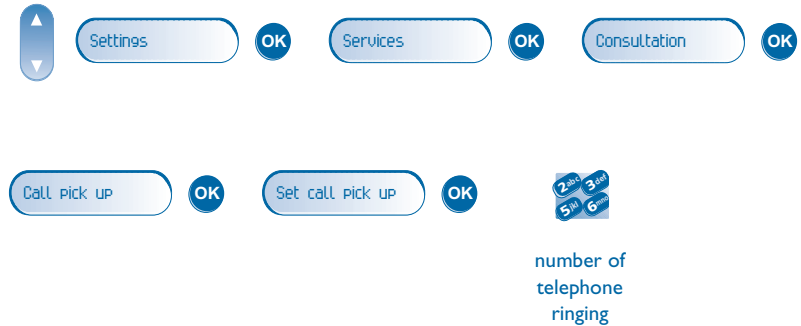 Settings OK Services OK Consultation OK
Call pick up OK Set call pick up OK 2abc 3def
5jkl 6mno
number of
telephone
ringing